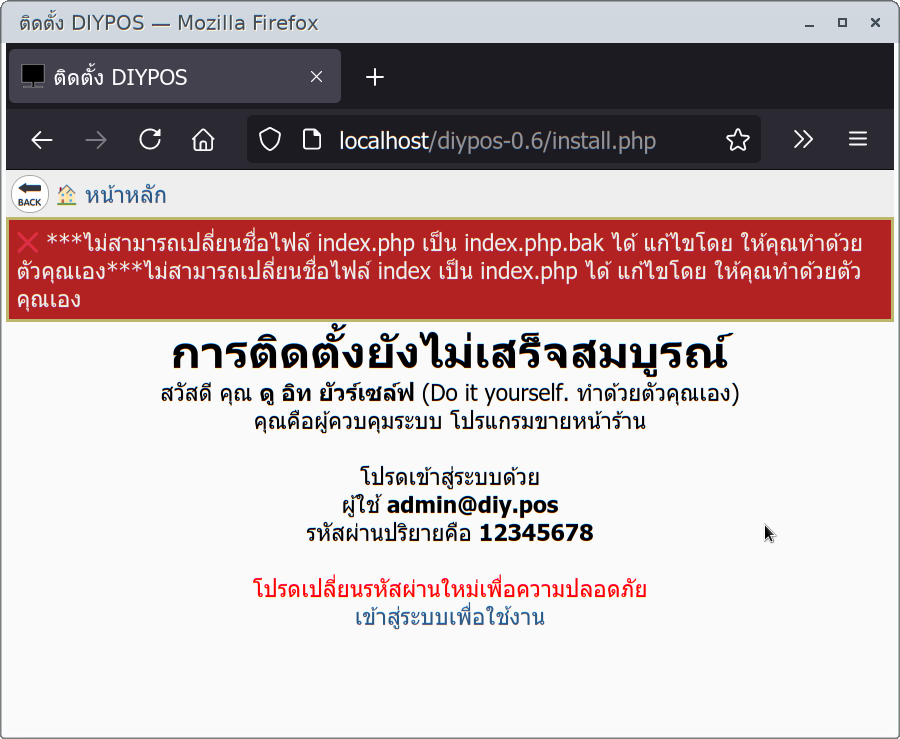 ติดตั้ง DIYPOS — Mozilla Firefox
ติดตั้ง DIYPOS
localhost/diypos-0.6/install.php
BACK
หน้าหลัก
***ไม่สามารถเปลี่ยนชื่อไฟล์ index.php เป็น index.php.bak ได้ แก้ไขโดย ให้คุณทำด้วย
ตัวคุณเอง***ไม่สามารถเปลี่ยนชื่อไฟล์ index เป็น index.php ได้ แก้ไขโดย ให้คุณทำด้วยตัว
คุณเอง
การติดตั้งยังไม่เสร็จสมบูรณ์
สวัสดี คุณ ดู อิท ยัวร์เซล์ฟ (Do it yourself. ทำด้วยตัวคุณเอง)
คุณคือผู้ควบคุมระบบ โปรแกรมขายหน้าร้าน
โปรดเข้าสู่ระบบด้วย
ผู้ใช้ admin@diy.pos
รหัสผ่านปริยายคือ 12345678
โปรดเปลี่ยนรหัสผ่านใหม่เพื่อความปลอดภัย
เข้าสู่ระบบเพื่อใช้งาน